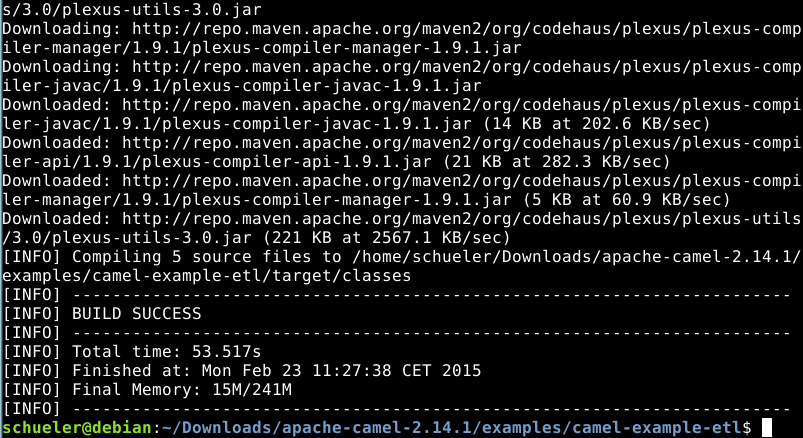 s/3.0/plexus-utils-3.0.jar
Downloading: http://repo.maven.apache.org/maven2/org/codehaus/plexus/plexus-comp
iler-manager/1.9.1/plexus-compiler-manager-1.9.1.jar
Downloading: http://repo.maven.apache.org/maven2/org/codehaus/plexus/plexus-comp
iler-javac/1.9.1/plexus-compiler-javac-1.9.1.jar
Downloaded: http://repo.maven.apache.org/maven2/org/codehaus/plexus/plexus-compi
ler-javac/1.9.1/plexus-compiler-javac-1.9.1.jar (14 KB at 202.6 KB/sec)
Downloaded: http://repo.maven.apache.org/maven2/org/codehaus/plexus/plexus-compi
ler-api/1.9.1/plexus-compiler-api-1.9.1.jar (21 KB at 282.3 KB/sec)
Downloaded: http://repo.maven.apache.org/maven2/org/codehaus/plexus/plexus-compi
ler-manager/1.9.1/plexus-compiler-manager-1.9.1.jar (5 KB at 60.9 KB/sec)
Downloaded: http://repo.maven.apache.org/maven2/org/codehaus/plexus/plexus-utils
/3.0/plexus-utils-3.0.jar (221 KB at 2567.1 KB/sec)
[INFO] Compiling 5 source files to /home/schueler/Downloads/apache-camel-2.14.1/
examples/camel-example-etl/target/classes
[INFO] ------------------------------------------------------------------------
[INFO] BUILD SUCCESS
[INFO] ------------------------------------------------------------------------
[INFO] Total time: 53.517s
[INFO] Finished at: Mon Feb 23 11:27:38 CET 2015
[INFO] Final Memory: 15M/241M
[INFO] ------------------------------------------------------------------------
schueler@debian:~/Downloads/apache-camel-2.14.1/examples/camel-example-etl$